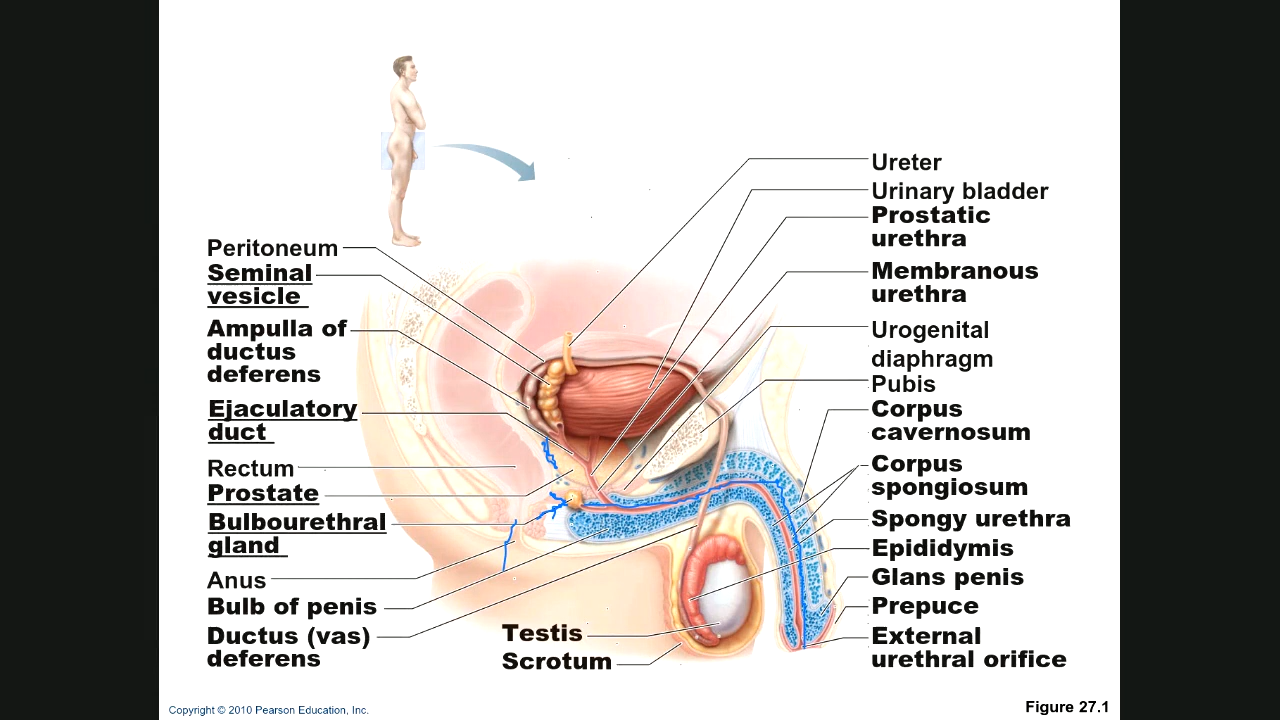 Peritoneum
Seminal
vesicle
Ampulla of
ductus
deferens
Ejaculatory
duct
Rectum
Prostate
Bulbourethral
gland
Anus
Bulb of penis
Ductus (vas)
deferens
Testis
Scrotum
Ureter
Urinary bladder
Prostatic
urethra
Membranous
urethra
Urogenital
diaphragm
Pubis
Corpus
cavernosum
Corpus
spongiosum
Spongy urethra
Epididymis
Glans penis
Prepuce
External
urethral orifice
Copyright © 2010 Pearson Education, Inc.
Figure 27.1